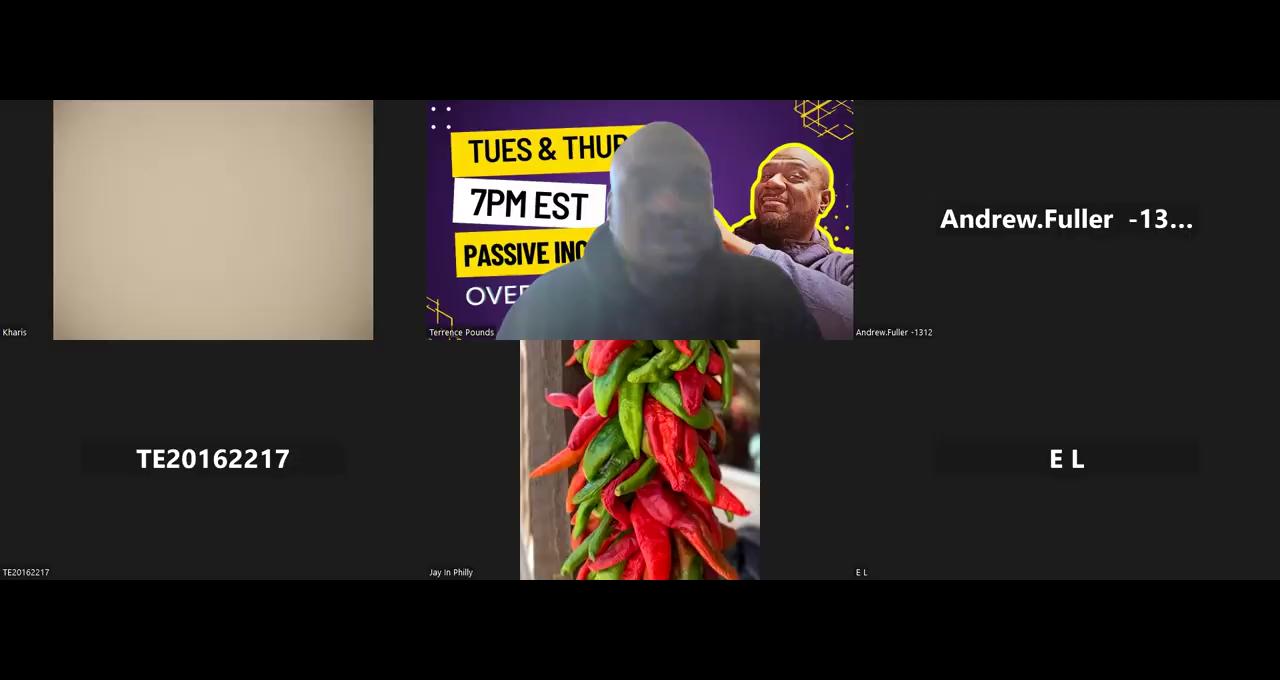 TUES & THUR
7PM EST
PASSIVE INC
OVER
Kharis
Terrence Pounds
Andrew.Fuller -13...
Andrew.Fuller -1312
TE20162217
E L
TE20162217
Jay In Philly
E L